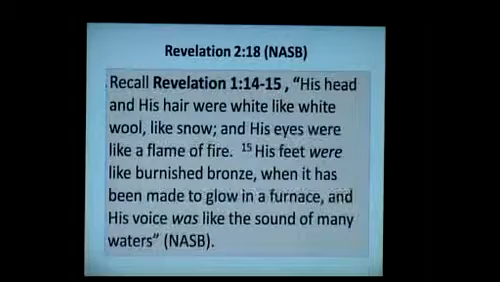 Revelation 2:18 (NASB)
Recall Revelation 1:14-15 , “His head
and His hair were white like white
wool, like snow; and His eyes were
like a flame of fire. 15 His feet were
like burnished bronze, when it has
been made to glow in a furnace, and
His voice was like the sound of many
waters” (NASB).